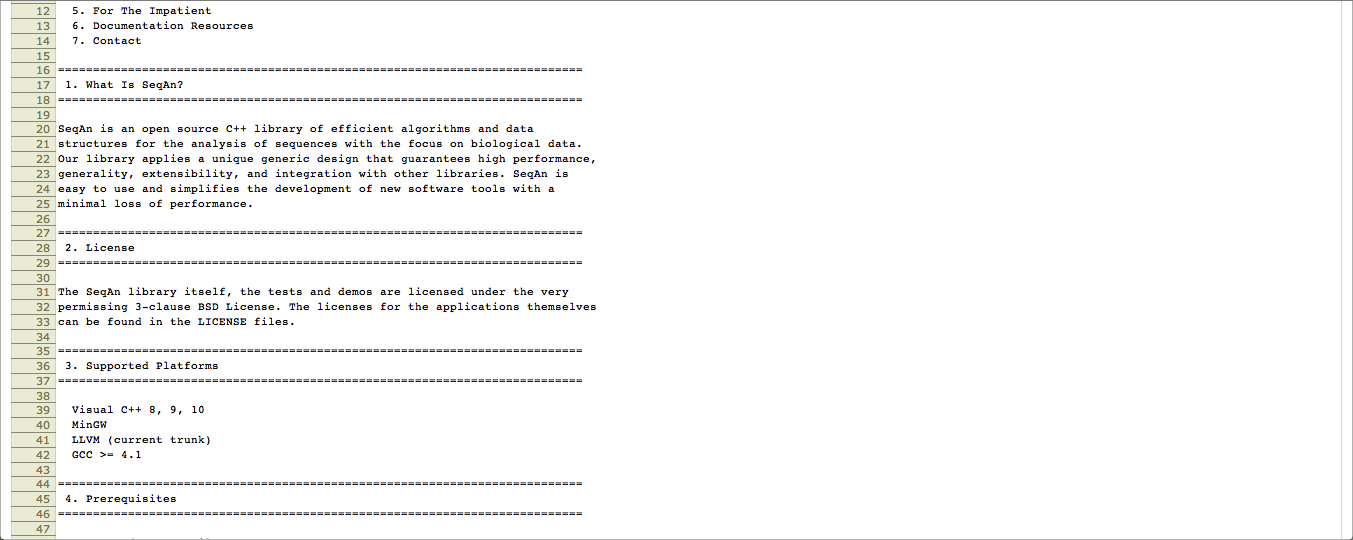 12 5. For The Impatient
13 6. Documentation Resources
14 7. Contact
15
16 ===========================================================================
17 1. What Is SeqAn?
18 ===========================================================================
19
20 SeqAn is an open source C++ library of efficient algorithms and data
21 structures for the analysis of sequences with the focus on biological data.
22 Our library applies a unique generic design that guarantees high performance,
23 generality, extensibility, and integration with other libraries. SeqAn is
24 easy to use and simplifies the development of new software tools with a
25 minimal loss of performance.
26
27 ===========================================================================
28 2. License
29 ===========================================================================
30
31 The SeqAn library itself, the tests and demos are licensed under the very
32 permissing 3-clause BSD License. The licenses for the applications themselves
33 can be found in the LICENSE files.
34
35 ===========================================================================
36 3. Supported Platforms
37 ===========================================================================
38
39 Visual C++ 8, 9, 10
40 MinGW
41 LLVM (current trunk)
42 GCC >= 4.1
43
44 ===========================================================================
45 4. Prerequisites
46 ===========================================================================
47